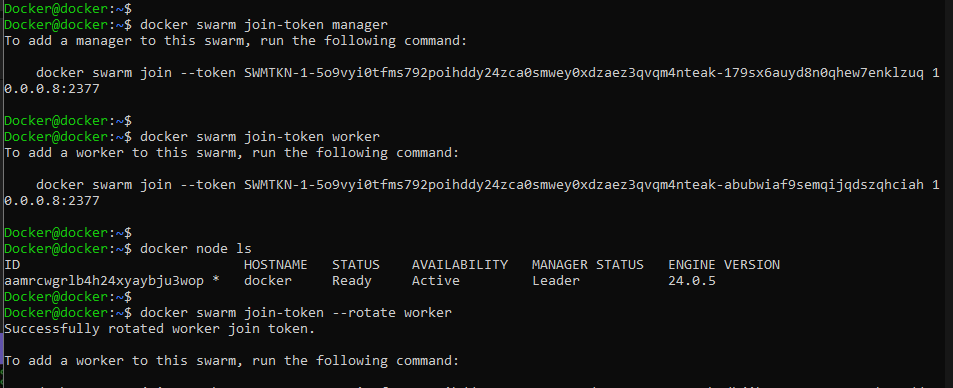 Docker@docker:~$
Docker@docker:~$ docker swarm join-token manager
To add a manager to this swarm, run the following command:
docker swarm join --token SWMTKN-1-5o9vyi0tfms792poihddy24zca0smwey0xdzaez3qvqm4nteak-179sx6auyd8n0qhew7enklzuq 1
0.0.0.8:2377
Docker@docker:~$
Docker@docker:~$ docker swarm join-token worker
To add a worker to this swarm, run the following command:
docker swarm join --token SWMTKN-1-5o9vyi0tfms792poihddy24zca0smwey0xdzaez3qvqm4nteak-abubwiaf9semqijqdszqhciah 1
0.0.0.8:2377
Docker@docker:~$
Docker@docker:~$ docker node ls
ID HOSTNAME STATUS AVAILABILITY MANAGER STATUS ENGINE VERSION
aamrcwgrlb4h24xyaybju3wop * docker Ready Active Leader 24.0.5
Docker@docker:~$
Docker@docker:~$ docker swarm join-token --rotate worker
Successfully rotated worker join token.
To add a worker to this swarm, run the following command: